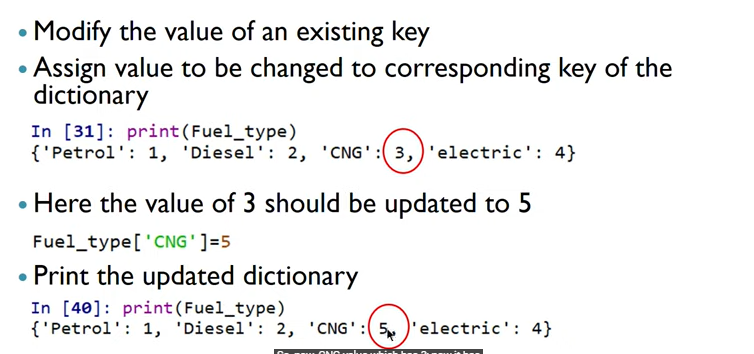 • Modify the value of an existing key
• Assign value to be changed to corresponding key of the
dictionary
In [31]: print(Fuel_type)
{'Petrol': 1, 'Diesel': 2, 'CNG': 3, 'electric': 4}
• Here the value of 3 should be updated to 5
Fuel_type['CNG']=5
• Print the updated dictionary
In [40]: print(Fuel_type)
{'Petrol': 1, 'Diesel': 2, 'CNG': 5, 'electric': 4}